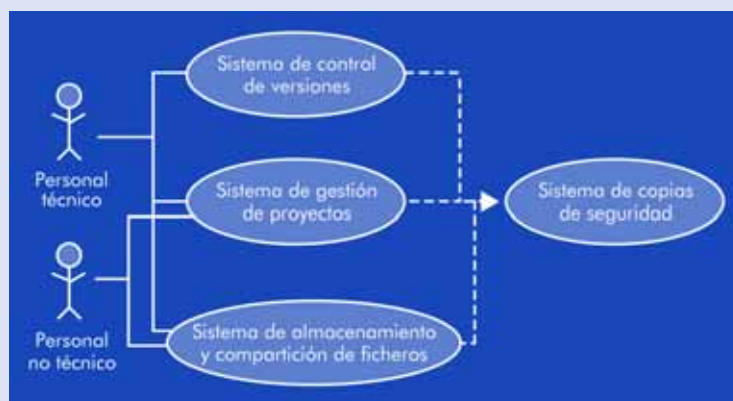 Sistema de control
de versiones
Personal
técnico
Sistema de gestión
de proyectos
Sistema de copias
de seguridad
Personal
no técnico
Sistema de almacenamiento
y compartición de ficheros